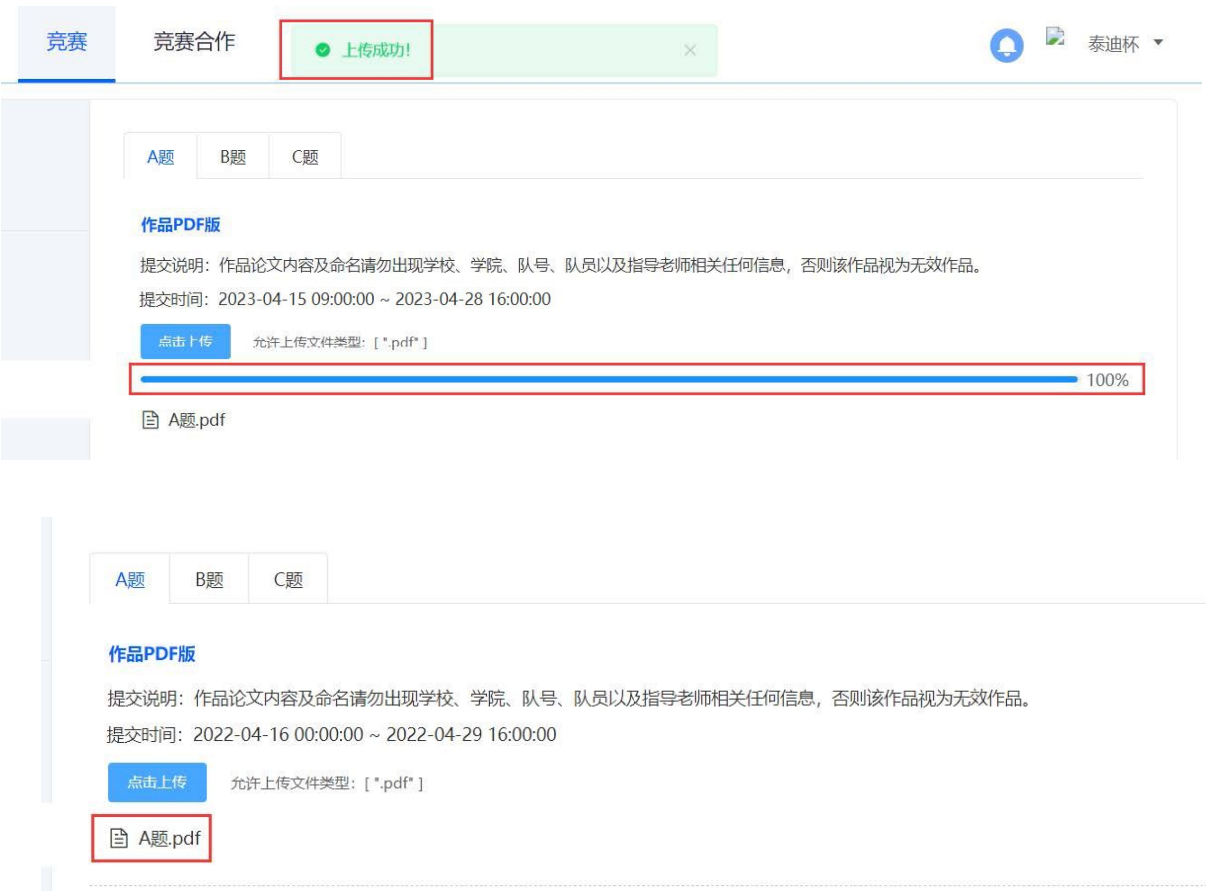 竞赛 竞赛合作 上传成功! 泰迪杯
A题 B题 C题
作品PDF版
提交说明：作品论文内容及命名请勿出现学校、学院、队号、队员以及指导老师相关任何信息，否则该作品视为无效作品。
提交时间：2023-04-15 09:00:00 ~ 2023-04-28 16:00:00
点击上传 允许上传文件类型：[ ".pdf" ]
100%
A题.pdf
A题 B题 C题
作品PDF版
提交说明：作品论文内容及命名请勿出现学校、学院、队号、队员以及指导老师相关任何信息，否则该作品视为无效作品。
提交时间：2022-04-16 00:00:00 ~ 2022-04-29 16:00:00
点击上传 允许上传文件类型：[ ".pdf" ]
A题.pdf